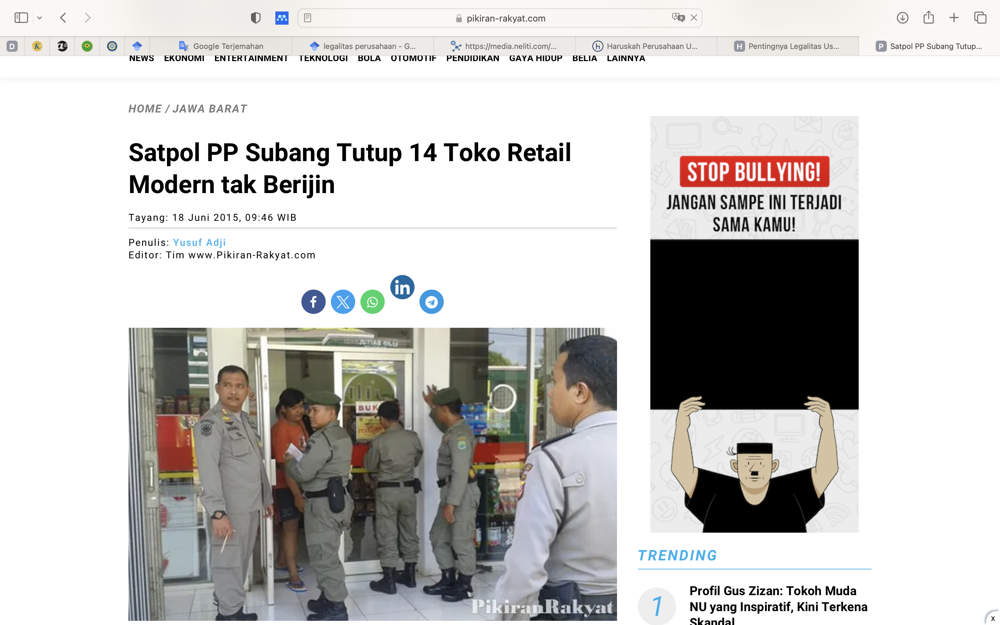 pikiran-rakyat.com
D
K
a
Google Terjemahan
legalitas perusahaan - G...
https://media.neliti.com/...
H
Haruskah Perusahaan U...
H
Pentingnya Legalitas Us...
P
Satpol PP Subang Tutup...
NEWS EKONOMI ENTERTAINMENT TEKNOLOGI BOLA OTOMOTIF PENDIDIKAN GAYA HIDUP BELIA LAINNYA
HOME / JAWA BARAT
Satpol PP Subang Tutup 14 Toko Retail
Modern tak Berijin
Tayang: 18 Juni 2015, 09:46 WIB
Penulis: Yusuf Adji
Editor: Tim www.Pikiran-Rakyat.com
f
in
BUK
30
PikiranRakyat
STOP BULLYING!
JANGAN SAMPE INI TERJADI
SAMA KAMU!
TRENDING
1
Profil Gus Zizan: Tokoh Muda
NU yang Inspiratif, Kini Terkena
Skandal
x